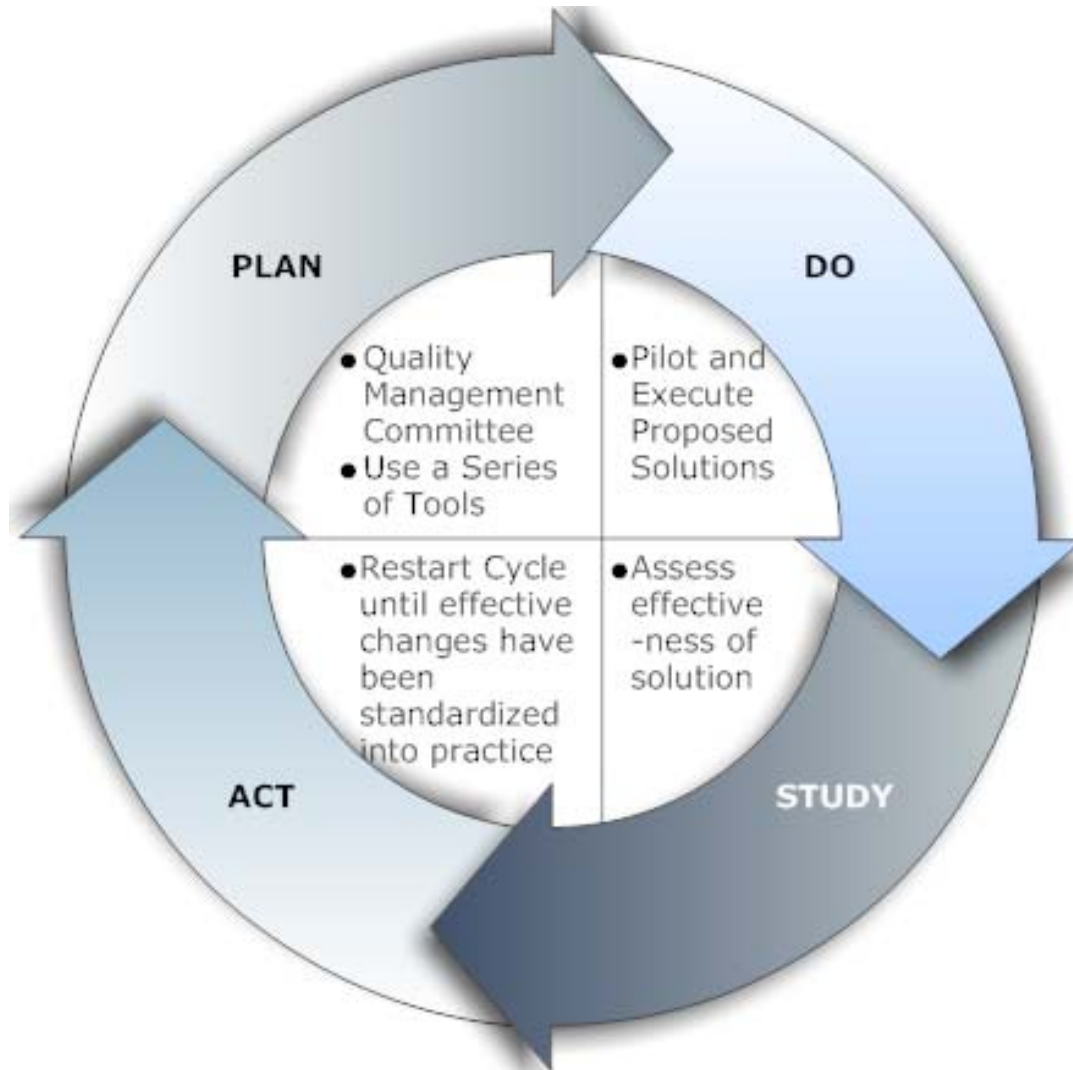 PLAN
● Quality
Management
Committee
● Use a Series
of Tools
DO
● Pilot and
Execute
Proposed
Solutions
STUDY
● Assess
effective
-ness of
solution
ACT
● Restart Cycle
until effective
changes have
been
standardized
into practice